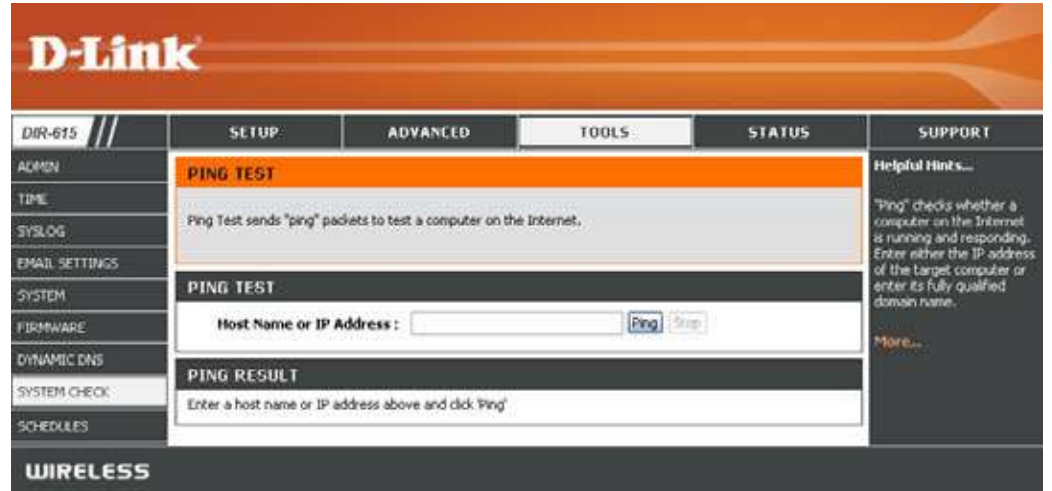 D-Link
DIR-615
SETUP
ADVANCED
TOOLS
STATUS
SUPPORT
ADMIN
TIME
SYSLOG
EMAIL SETTINGS
SYSTEM
FIRMWARE
DYNAMIC DNS
SYSTEM CHECK
SCHEDULES
PING TEST
Ping Test sends "ping" packets to test a computer on the Internet.
PING TEST
Host Name or IP Address :
Ping
Stop
PING RESULT
Enter a host name or IP address above and click 'Ping'
Helpful Hints...
"Ping" checks whether a
computer on the Internet
is running and responding.
Enter either the IP address
of the target computer or
enter its fully qualified
domain name.
More...
WIRELESS